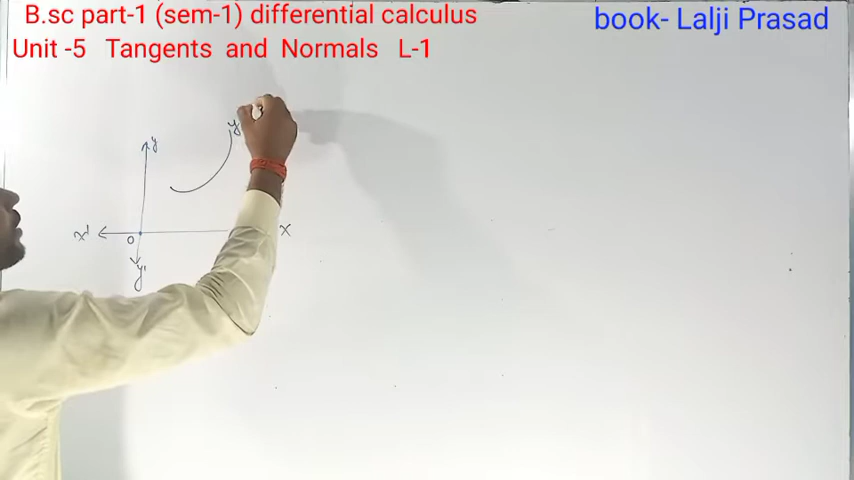 B.sc part-1 (sem-1) differential calculus
book- Lalji Prasad
Unit -5 Tangents and Normals L-1
y
y
x' O X
y'